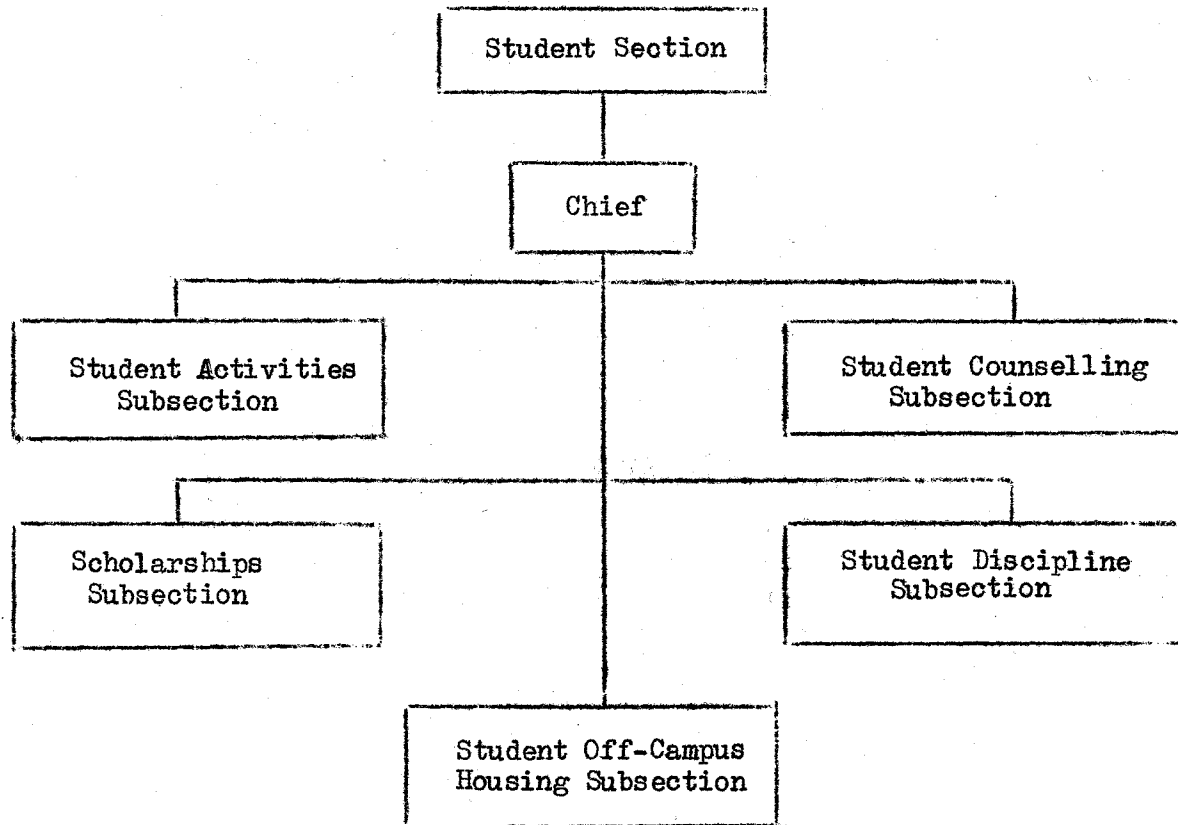 Student Section
Chief
Student Activities
Subsection
Student Counselling
Subsection
Scholarships
Subsection
Student Discipline
Subsection
Student Off-Campus
Housing Subsection